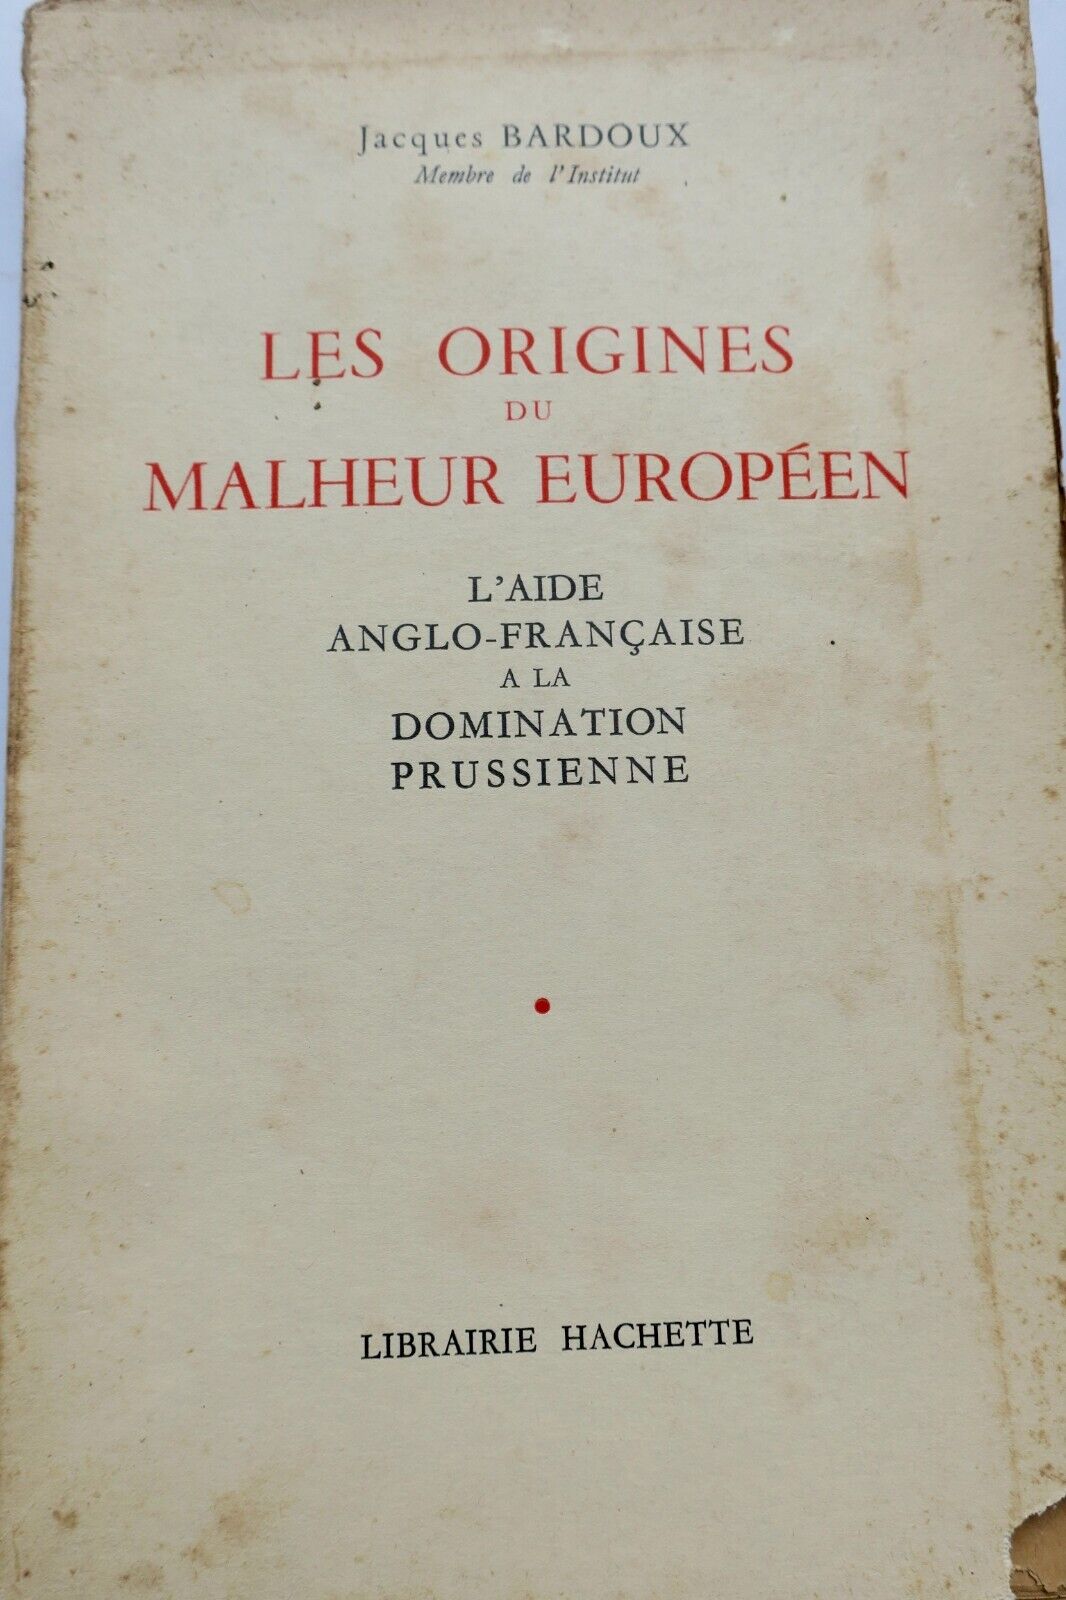 Jacques BARDOUX
Membre de l'Institut
LES ORIGINES
DU
MALHEUR EUROPÉEN
L'AIDE
ANGLO-FRANÇAISE
A LA
DOMINATION
PRUSSIENNE
LIBRAIRIE HACHETTE